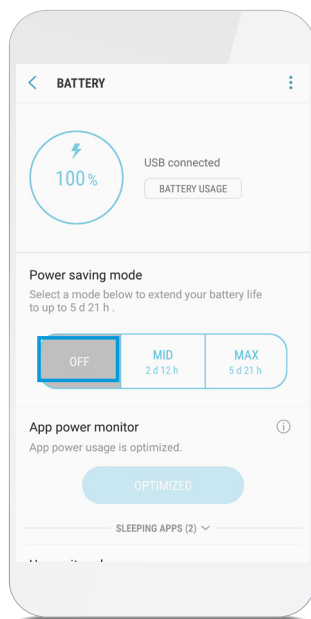 BATTERY
100 %
USB connected
BATTERY USAGE
Power saving mode
Select a mode below to extend your battery life
to up to 5 d 21 h .
OFF
MID
2 d 12 h
MAX
5 d 21 h
App power monitor
App power usage is optimized.
OPTIMIZED
SLEEPING APPS (2)